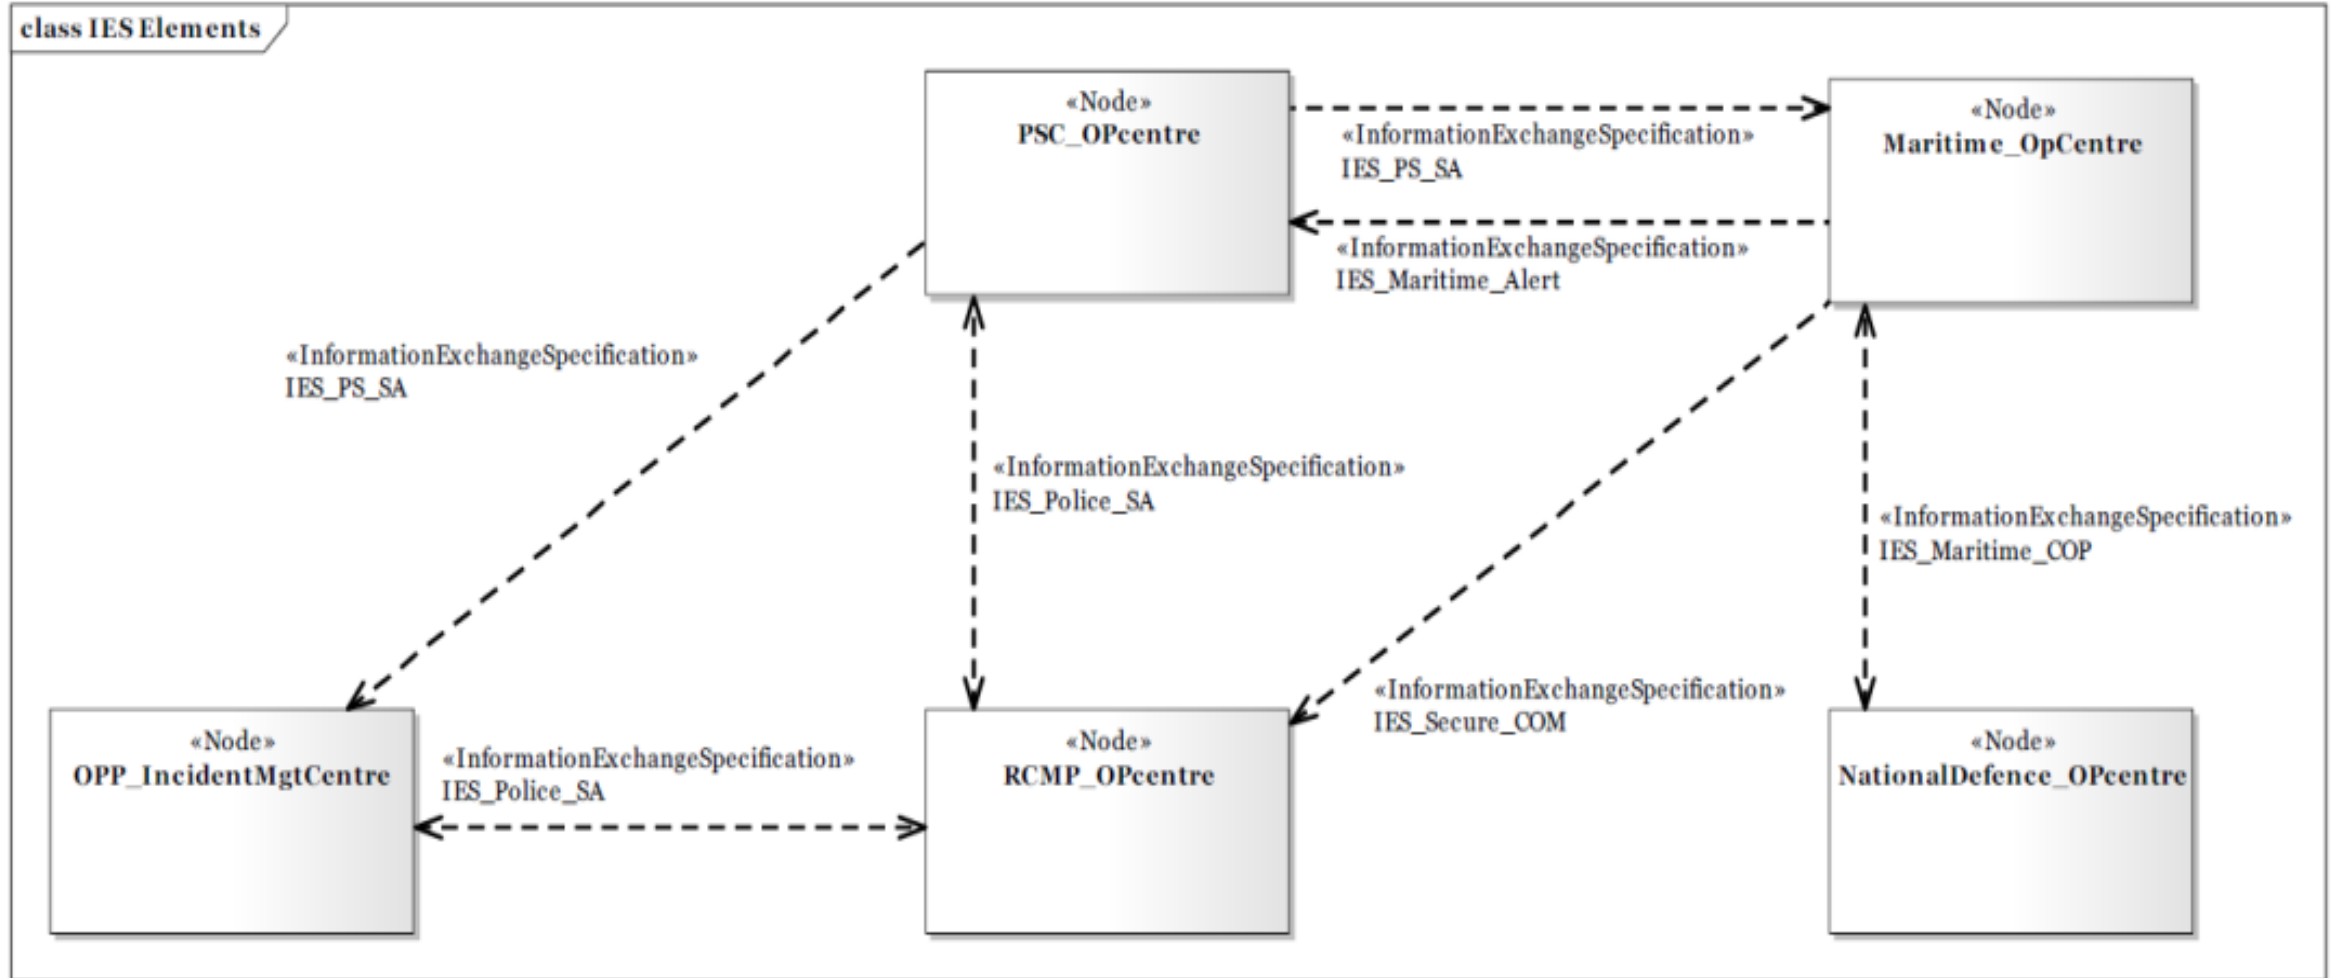 class IES Elements
«Node»
PSC_OPcentre
«Node»
Maritime_OpCentre
«InformationExchangeSpecification»
IES_PS_SA
«InformationExchangeSpecification»
IES_Maritime_Alert
«InformationExchangeSpecification»
IES_PS_SA
«InformationExchangeSpecification»
IES_Police_SA
«InformationExchangeSpecification»
IES_Maritime_COP
«InformationExchangeSpecification»
IES_Secure_COM
«Node»
OPP_IncidentMgtCentre
«InformationExchangeSpecification»
IES_Police_SA
«Node»
RCMP_OPcentre
«Node»
NationalDefence_OPcentre